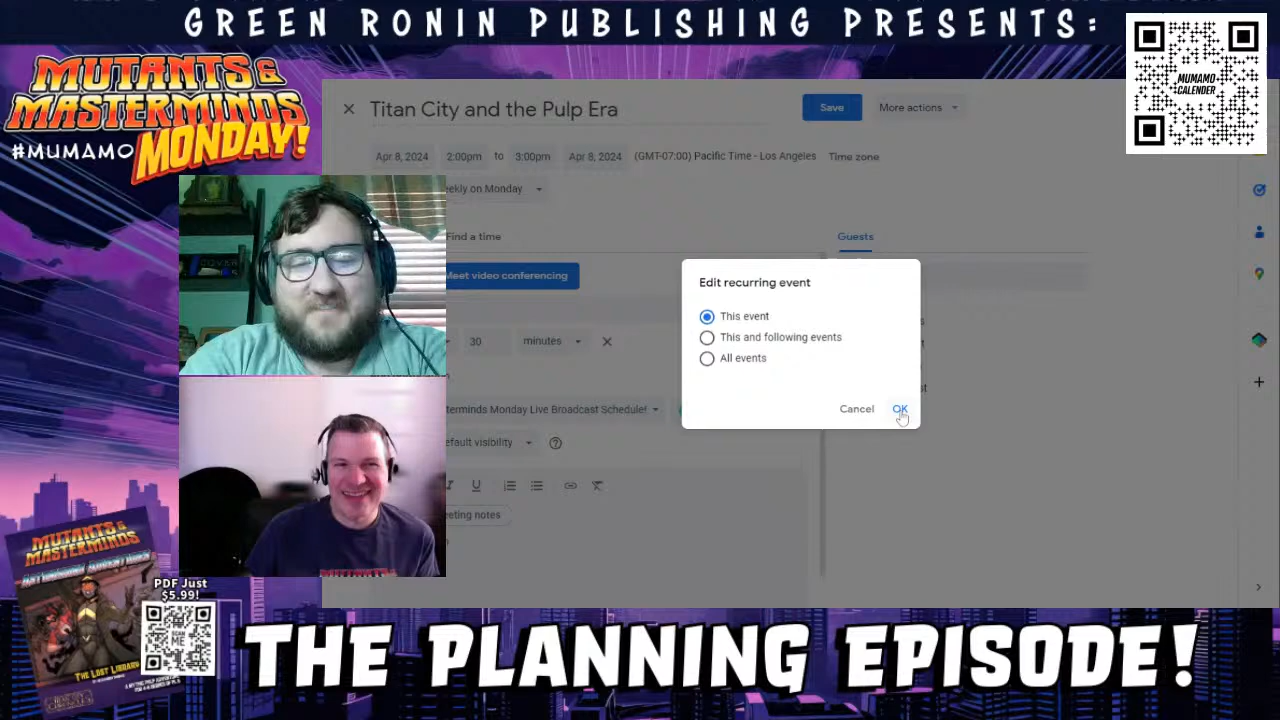 GREEN RONIN PUBLISHING PRESENTS:
MUTANTS &
MASTERMINDS
#MUMAMO MONDAY!
MUMAMO
CALENDER
Titan City and the Pulp Era
Save
More actions
Apr 8, 2024 2:00pm to 3:00pm Apr 8, 2024 (GMT-07:00) Pacific Time - Los Angeles Time zone
ekly on Monday
Find a time
Guests
Meet video conferencing
Edit recurring event
This event
This and following events
All events
Cancel OK
30 minutes
terminds Monday Live Broadcast Schedule!
efault visibility
eeting notes
MUTANTS &
MASTERMINDS
ASTONISHING ADVENTURES
THE LOST LIBRARY
PDF Just
$5.99!
SCAN
ME
THE PLANNING EPISODE!